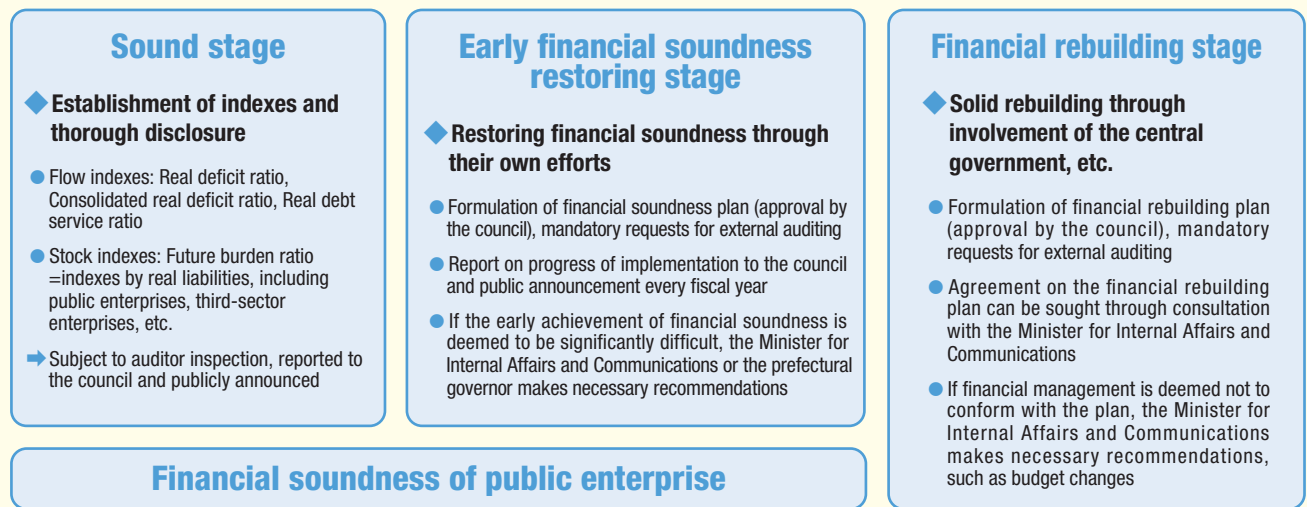 Sound stage
◆Establishment of indexes and
thorough disclosure
● Flow indexes: Real deficit ratio,
Consolidated real deficit ratio, Real debt
service ratio
● Stock indexes: Future burden ratio
=indexes by real liabilities, including
public enterprises, third-sector
enterprises, etc.
➡ Subject to auditor inspection, reported to
the council and publicly announced
Early financial soundness
restoring stage
◆Restoring financial soundness through
their own efforts
● Formulation of financial soundness plan (approval by
the council), mandatory requests for external auditing
● Report on progress of implementation to the council
and public announcement every fiscal year
● If the early achievement of financial soundness is
deemed to be significantly difficult, the Minister for
Internal Affairs and Communications or the prefectural
governor makes necessary recommendations
Financial rebuilding stage
◆Solid rebuilding through
involvement of the central
government, etc.
● Formulation of financial rebuilding plan
(approval by the council), mandatory
requests for external auditing
● Agreement on the financial rebuilding
plan can be sought through consultation
with the Minister for Internal Affairs and
Communications
● If financial management is deemed not to
conform with the plan, the Minister for
Internal Affairs and Communications
makes necessary recommendations,
such as budget changes
Financial soundness of public enterprise